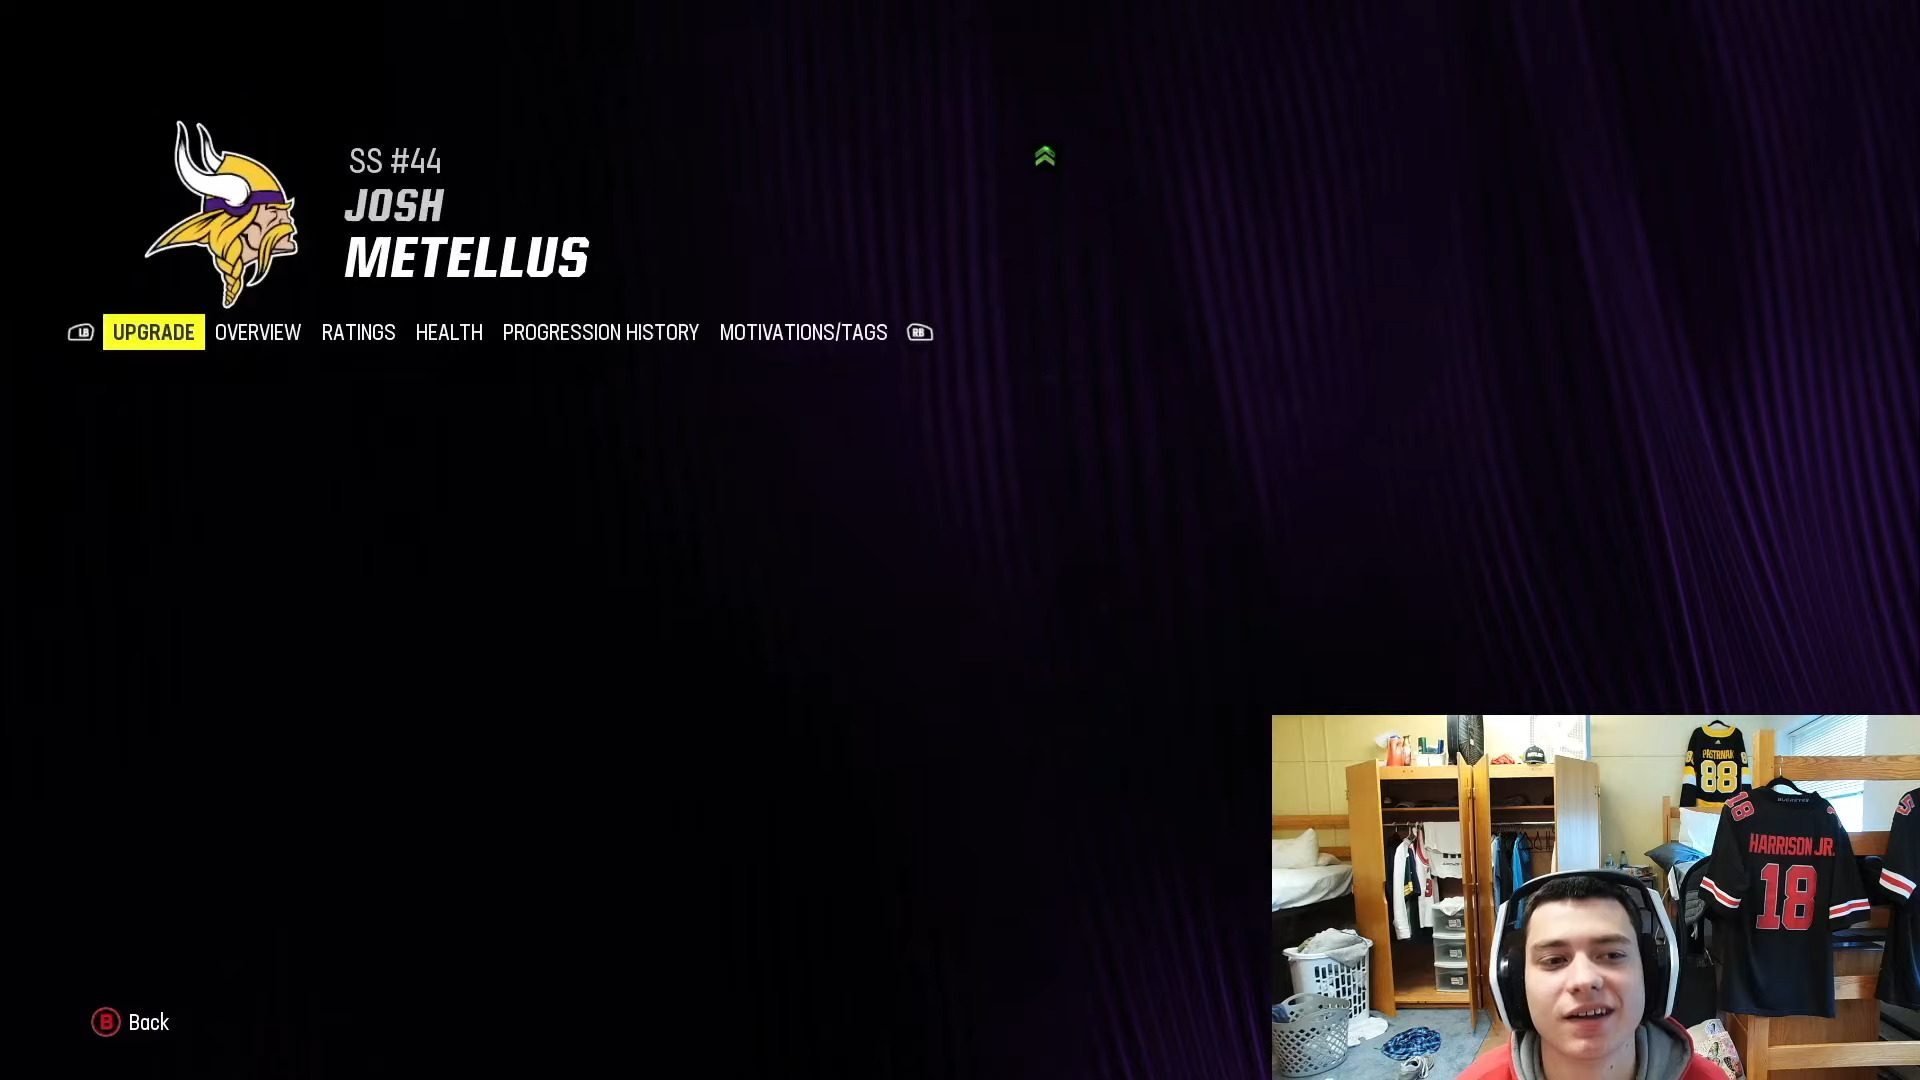 SS #44
JOSH
METELLUS
LB UPGRADE OVERVIEW RATINGS HEALTH PROGRESSION HISTORY MOTIVATIONS/TAGS RB
B Back
PASTRNAK
88
18
HARRISON JR.
18